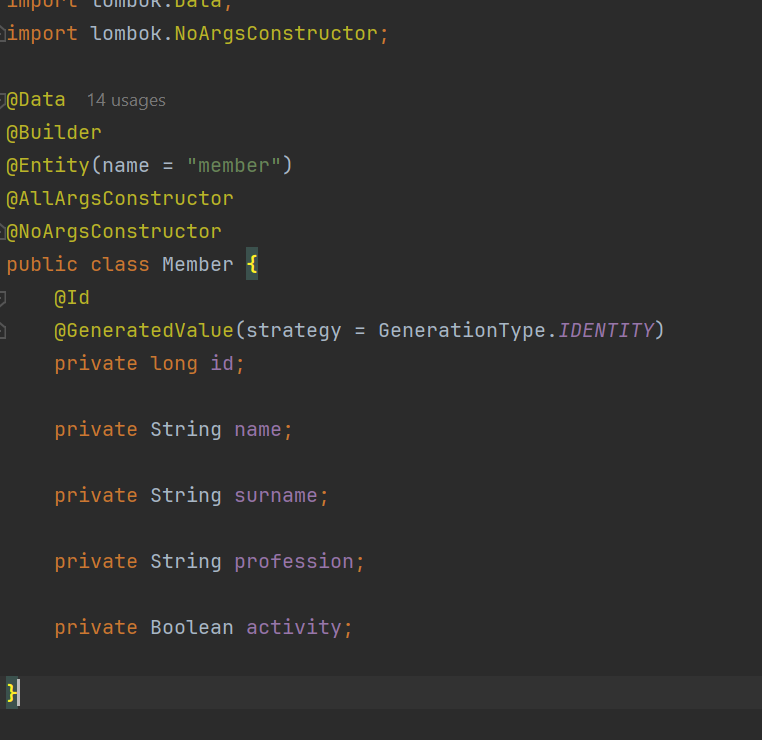 import lombok.Data;
import lombok.NoArgsConstructor;
@Data 14 usages
@Builder
@Entity(name = "member")
@AllArgsConstructor
@NoArgsConstructor
public class Member {
@Id
@GeneratedValue(strategy = GenerationType.IDENTITY)
private long id;
private String name;
private String surname;
private String profession;
private Boolean activity;
}